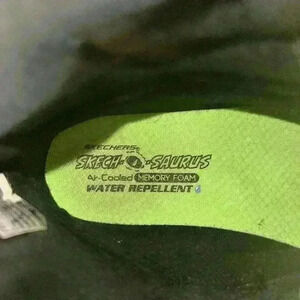 SKECHERS
SKECH-O-SAURUS
Air-Cooled MEMORY FOAM
WATER REPELLENT